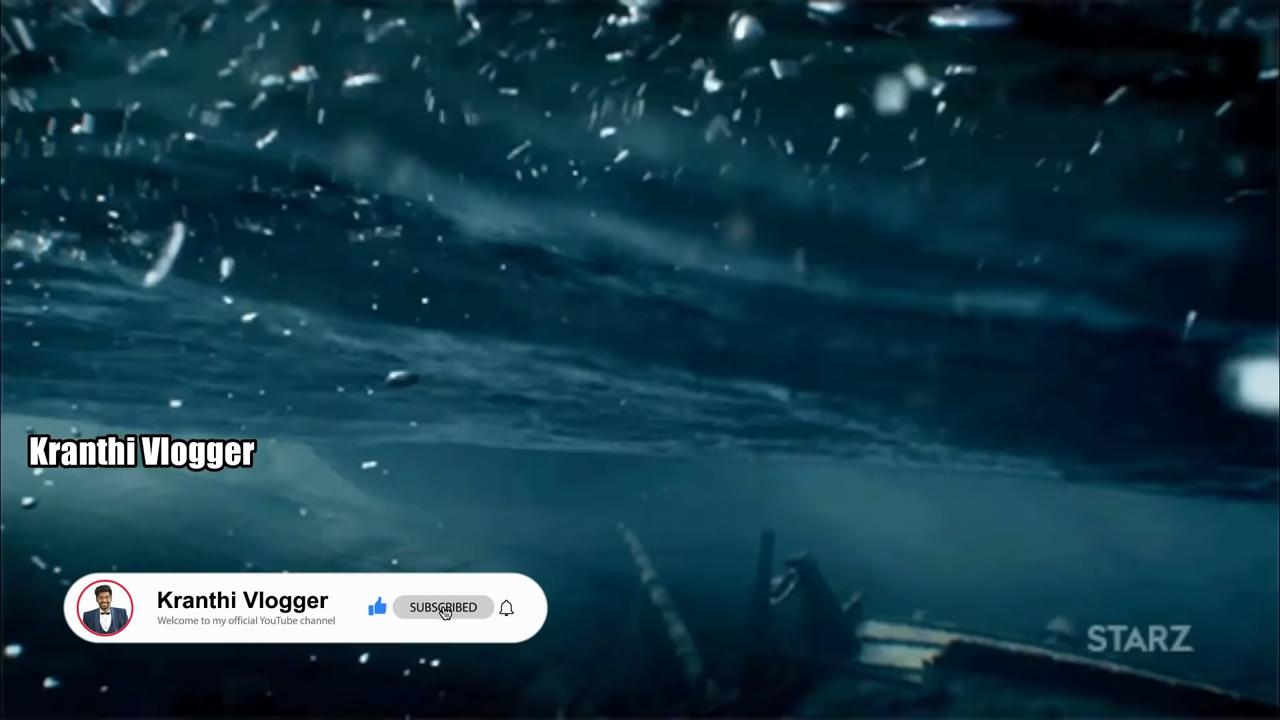 Kranthi Vlogger
Kranthi Vlogger
Welcome to my official YouTube channel
SUBSCRIBED
STARZ